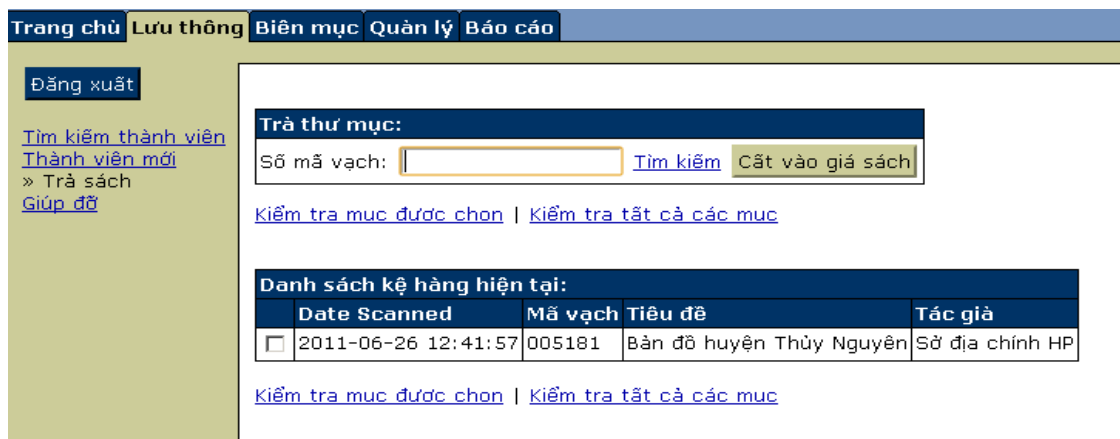 Trang chủ Lưu thông Biên mục Quản lý Báo cáo
Đăng xuất
Tìm kiếm thành viên
Thành viên mới
» Trả sách
Giúp đỡ
Trả thư mục:
Số mã vạch: Tìm kiếm Cất vào giá sách
Kiểm tra mục được chọn | Kiểm tra tất cả các mục
Danh sách kệ hàng hiện tại:
Date Scanned Mã vạch Tiêu đề Tác giả
2011-06-26 12:41:57 005181 Bản đồ huyện Thủy Nguyên Sở địa chính HP
Kiểm tra mục được chọn | Kiểm tra tất cả các mục